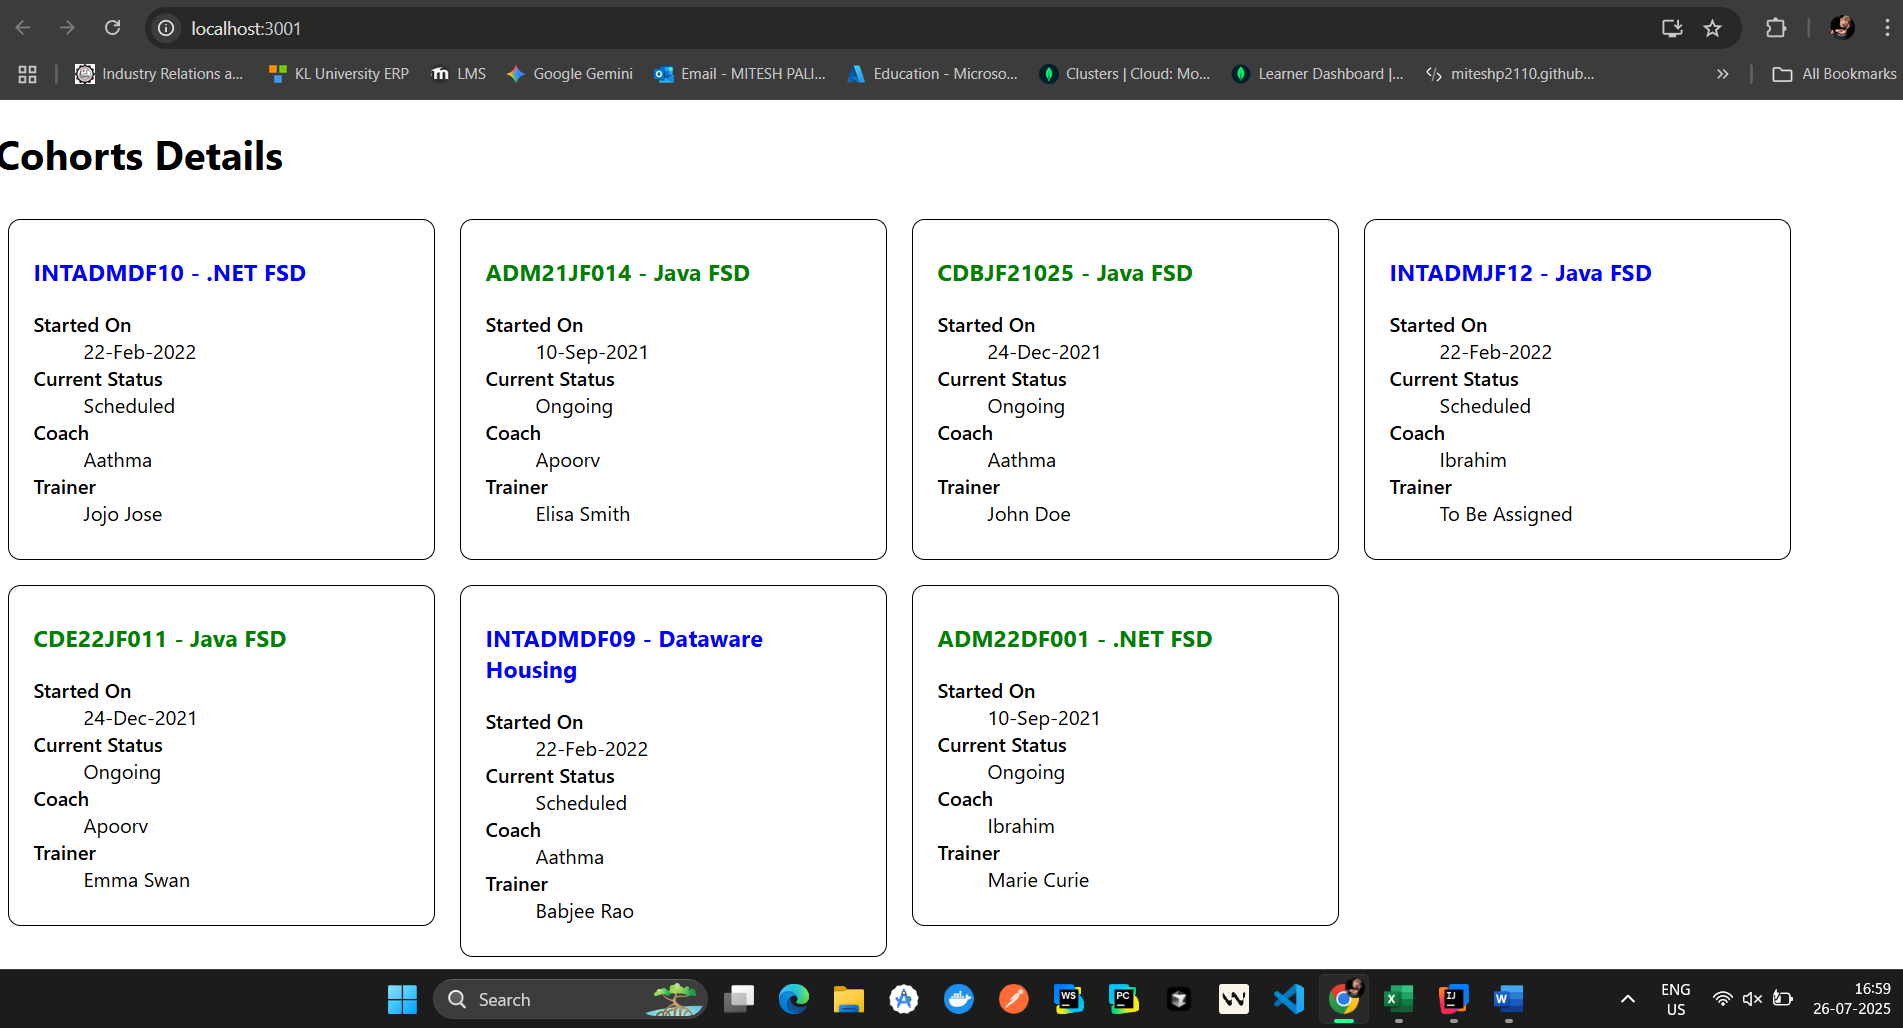 localhost:3001
Industry Relations a...
KL University ERP
LMS
Google Gemini
Email - MITESH PALI...
Education - Microso...
Clusters | Cloud: Mo...
Learner Dashboard |...
miteshp2110.github...
All Bookmarks
Cohorts Details
INTADMDF10 - .NET FSD
Started On
22-Feb-2022
Current Status
Scheduled
Coach
Aathma
Trainer
Jojo Jose
ADM21JF014 - Java FSD
Started On
10-Sep-2021
Current Status
Ongoing
Coach
Apoorv
Trainer
Elisa Smith
CDBJF21025 - Java FSD
Started On
24-Dec-2021
Current Status
Ongoing
Coach
Aathma
Trainer
John Doe
INTADMJF12 - Java FSD
Started On
22-Feb-2022
Current Status
Scheduled
Coach
Ibrahim
Trainer
To Be Assigned
CDE22JF011 - Java FSD
Started On
24-Dec-2021
Current Status
Ongoing
Coach
Apoorv
Trainer
Emma Swan
INTADMDF09 - Dataware
Housing
Started On
22-Feb-2022
Current Status
Scheduled
Coach
Aathma
Trainer
Babjee Rao
ADM22DF001 - .NET FSD
Started On
10-Sep-2021
Current Status
Ongoing
Coach
Ibrahim
Trainer
Marie Curie
Search
WS
PC
ENG
US
16:59
26-07-2025